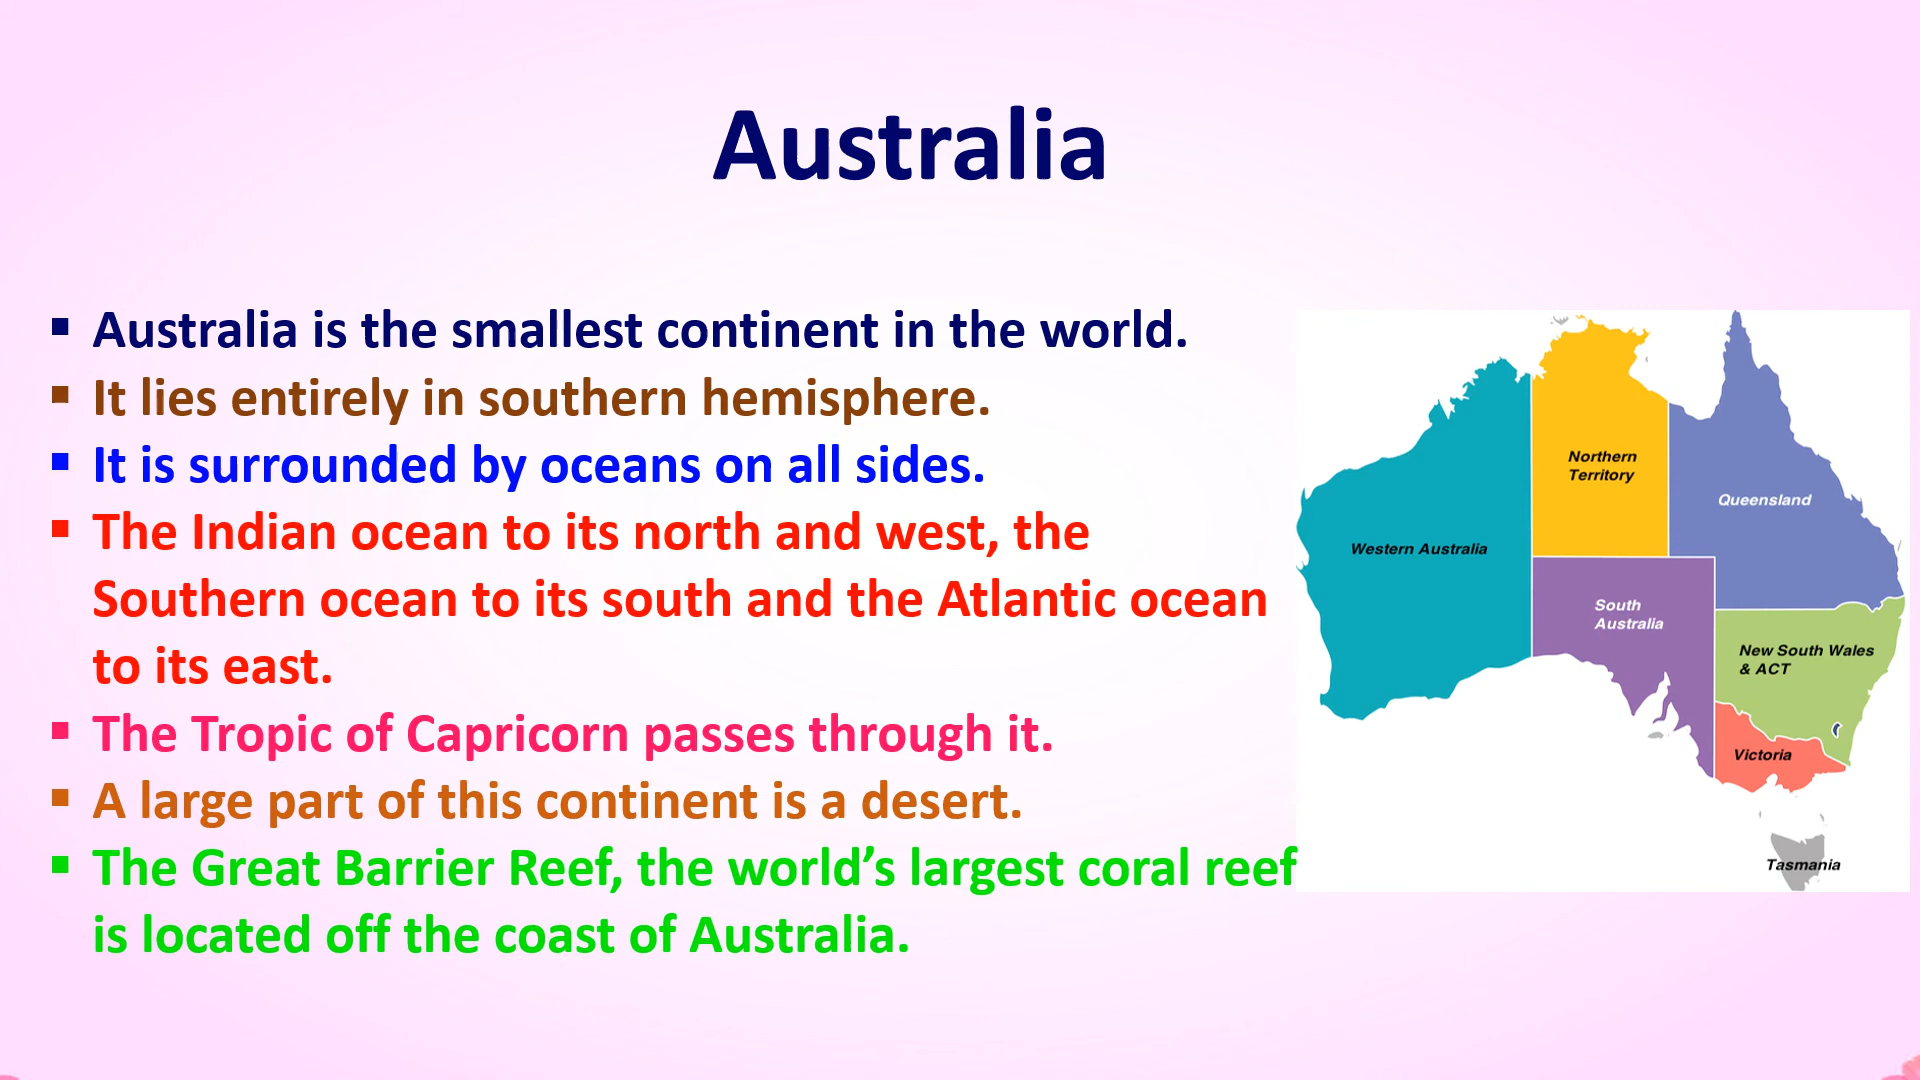 Australia
▪ Australia is the smallest continent in the world.
▪ It lies entirely in southern hemisphere.
▪ It is surrounded by oceans on all sides.
▪ The Indian ocean to its north and west, the
Southern ocean to its south and the Atlantic ocean
to its east.
▪ The Tropic of Capricorn passes through it.
▪ A large part of this continent is a desert.
▪ The Great Barrier Reef, the world’s largest coral reef
is located off the coast of Australia.
Northern
Territory
Queensland
Western Australia
South
Australia
New South Wales
& ACT
Victoria
Tasmania